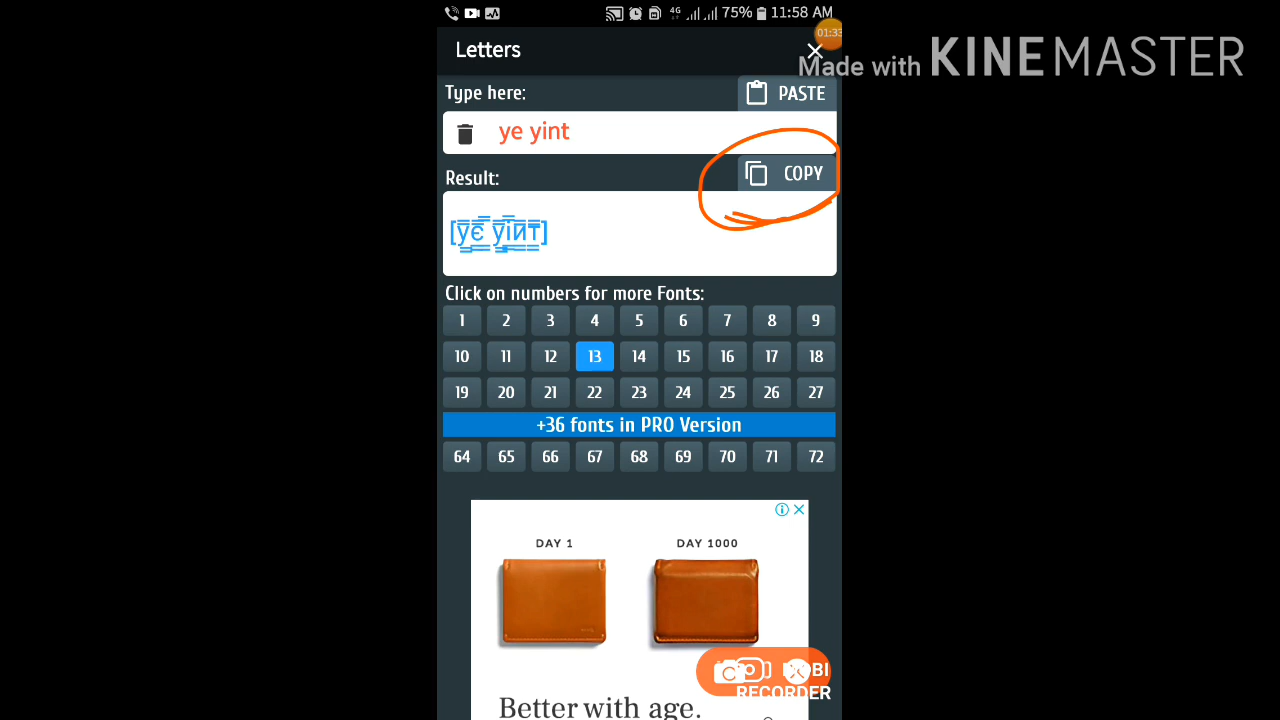 75% 11:58 AM
01:33
Letters
Made with KINEMASTER
Type here:
PASTE
ye yint
Result:
COPY
[у̳̿є̳̿ у̳̿і̳̿и̳̿т̳̿]
Click on numbers for more Fonts:
1 2 3 4 5 6 7 8 9
10 11 12 13 14 15 16 17 18
19 20 21 22 23 24 25 26 27
+36 fonts in PRO Version
64 65 66 67 68 69 70 71 72
DAY 1 DAY 1000
RECORDER
Better with age.